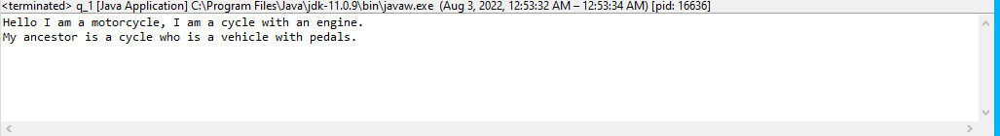 <terminated> q_1 [Java Application] C:\Program Files\Java\jdk-11.0.9\bin\javaw.exe (Aug 3, 2022, 12:53:32 AM – 12:53:34 AM) [pid: 16636]
Hello I am a motorcycle, I am a cycle with an engine.
My ancestor is a cycle who is a vehicle with pedals.